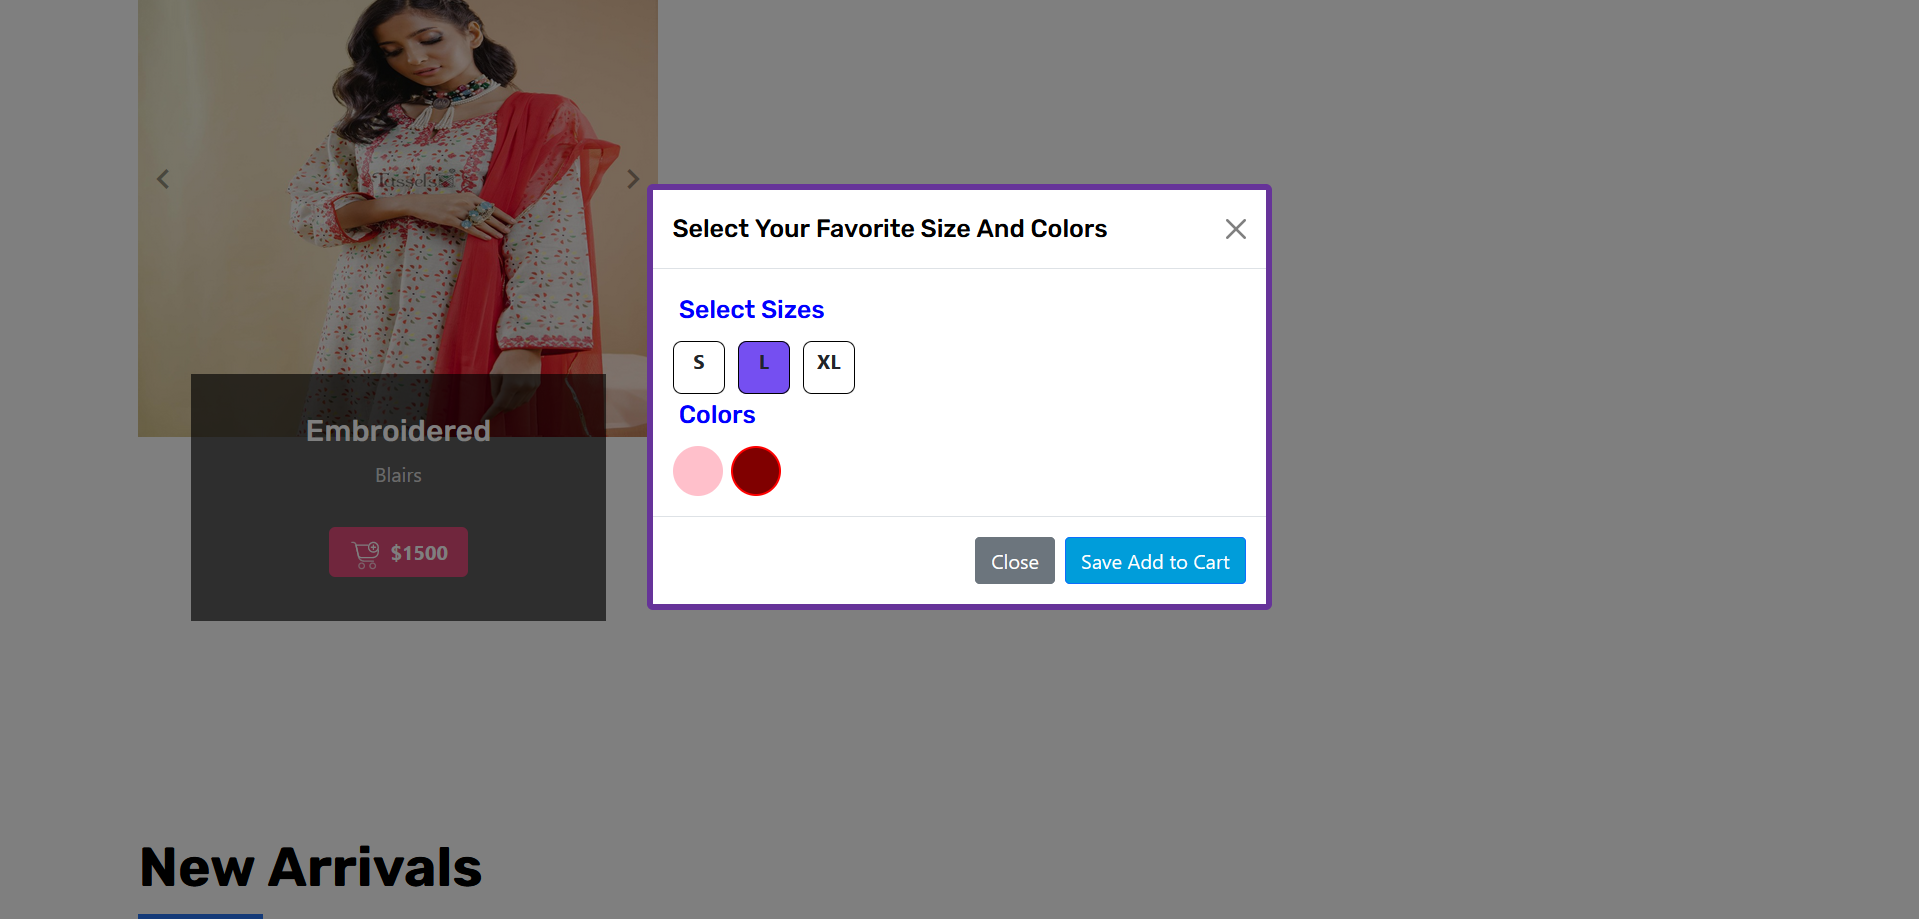 Tassels
Select Your Favorite Size And Colors
Select Sizes
S L XL
Colors
Embroidered
Blairs
$1500
Close Save Add to Cart
New Arrivals